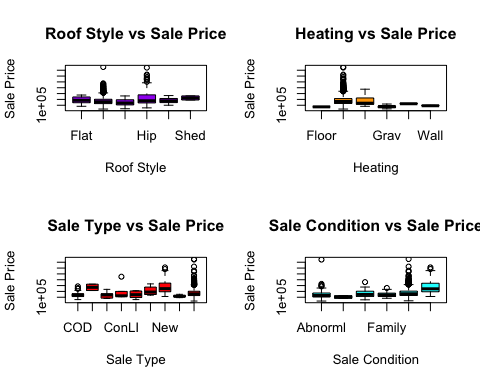 Roof Style vs Sale Price
Sale Price
1e+05
Flat Hip Shed
Roof Style
Heating vs Sale Price
Sale Price
1e+05
Floor Grav Wall
Heating
Sale Type vs Sale Price
Sale Price
1e+05
COD ConLI New
Sale Type
Sale Condition vs Sale Price
Sale Price
1e+05
Abnorml Family
Sale Condition